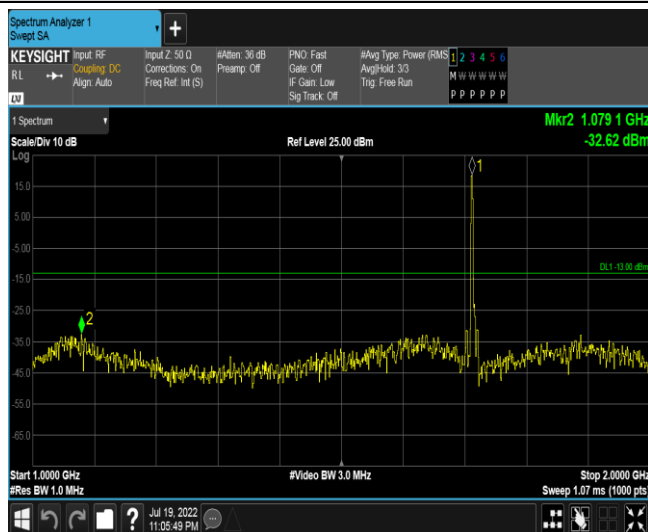 Spectrum Analyzer 1
Swept SA
+
KEYSIGHT
RL
LXI
Input: RF
Coupling: DC
Align: Auto
Input Z: 50 Ω
Corrections: On
Freq Ref: Int (S)
#Atten: 36 dB
Preamp: Off
PNO: Fast
Gate: Off
IF Gain: Low
Sig Track: Off
#Avg Type: Power (RMS
Avg|Hold: 3/3
Trig: Free Run
1 2 3 4 5 6
M W W W W W
P P P P P P
1 Spectrum
Mkr2 1.079 1 GHz
Scale/Div 10 dB
Ref Level 25.00 dBm
-32.62 dBm
Log
1
15.0
5.00
-5.00
DL1 -13.00 dBm
-15.0
-25.0
2
-35.0
-45.0
-55.0
-65.0
Start 1.0000 GHz
#Video BW 3.0 MHz
Stop 2.0000 GHz
#Res BW 1.0 MHz
Sweep 1.07 ms (1000 pts)
?
Jul 19, 2022
11:05:49 PM